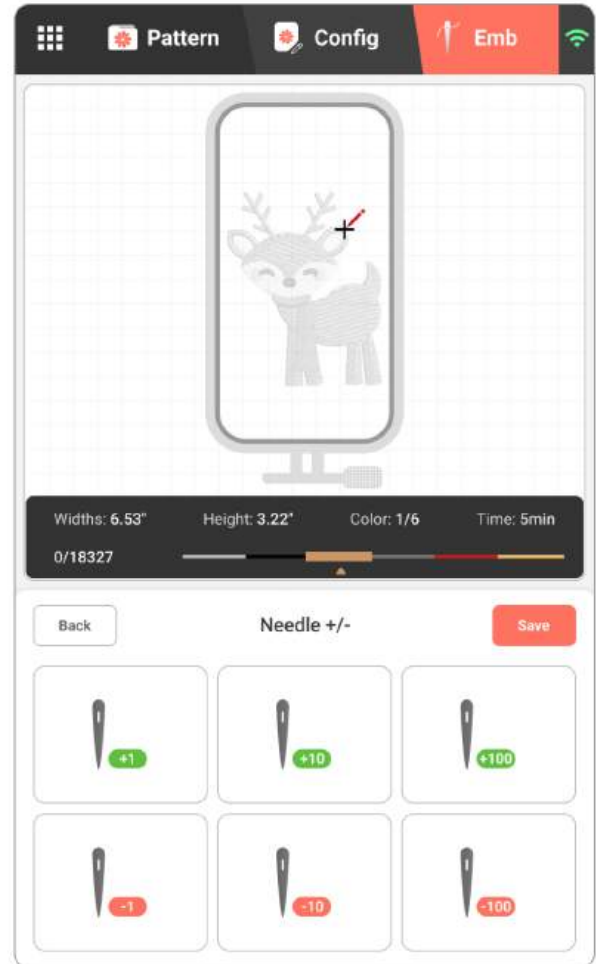 Pattern Config Emb
Widths: 6.53" Height: 3.22" Color: 1/6 Time: 5min
0/18327
Back Needle +/- Save
+1 +10 +100
-1 -10 -100